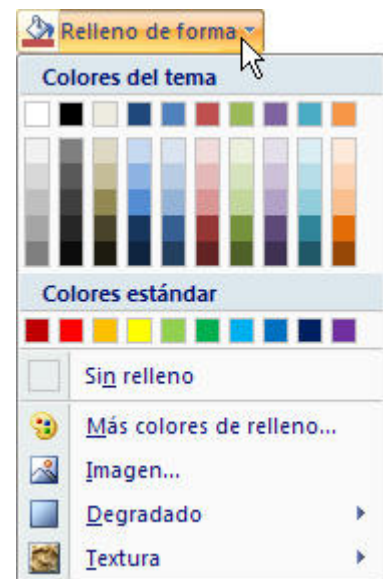 Relleno de forma
Colores del tema
Colores estándar
Sin relleno
Más colores de relleno...
Imagen...
Degradado
Textura